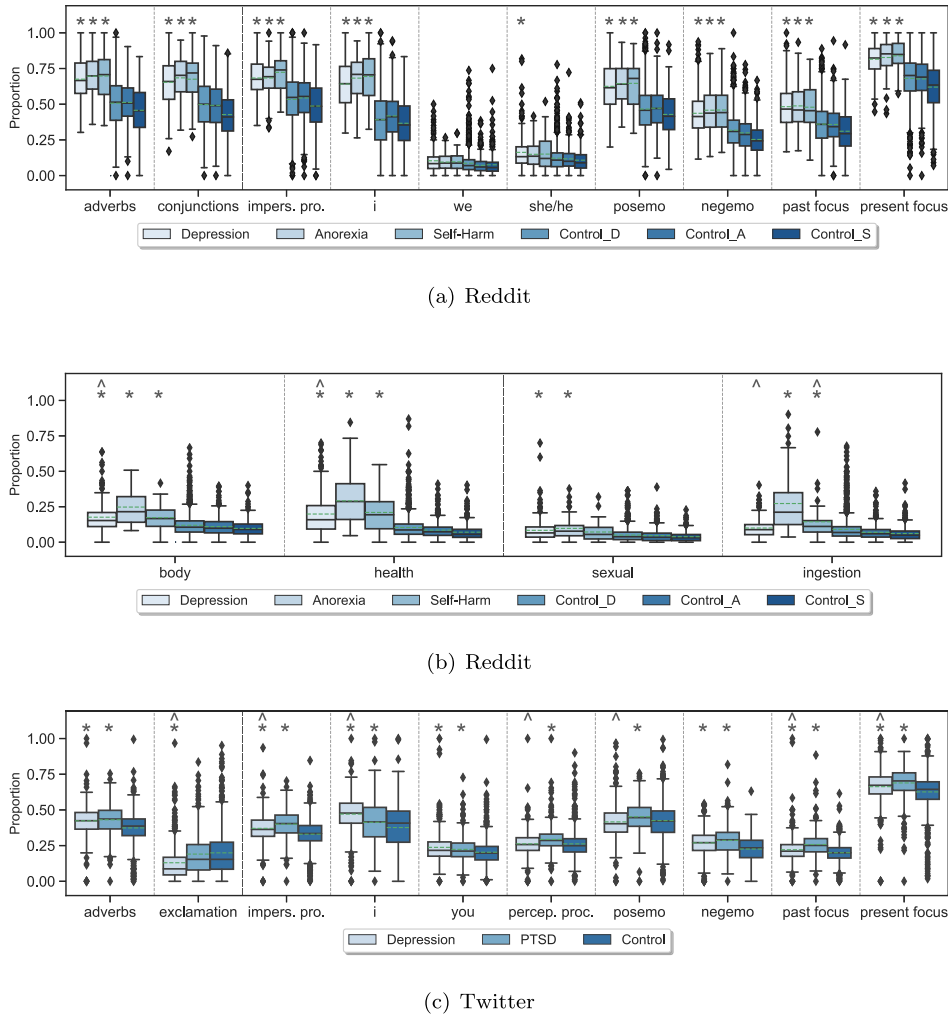 * * * * * * * * * * * * * * * * * * * * * * * * *
1.00
0.75
0.50
0.25
0.00
Proportion
adverbs conjunctions impers. pro. i we she/he posemo negemo past focus present focus
Depression Anorexia Self-Harm Control_D Control_A Control_S
(a) Reddit
^ ^ ^ ^
* * * * * * * * * *
1.00
0.75
0.50
0.25
0.00
Proportion
body health sexual ingestion
Depression Anorexia Self-Harm Control_D Control_A Control_S
(b) Reddit
^ ^ ^ ^ ^ ^ ^
* * * * * * * * * * * * * * * * *
1.00
0.75
0.50
0.25
0.00
Proportion
adverbs exclamation impers. pro. i you percep. proc. posemo negemo past focus present focus
Depression PTSD Control
(c) Twitter